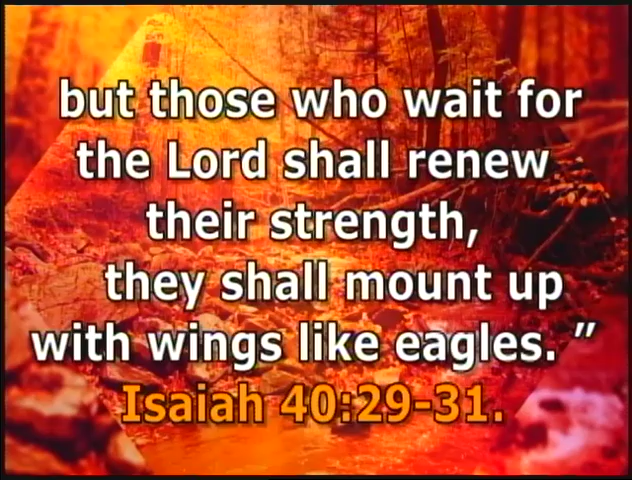 but those who wait for
the Lord shall renew
their strength,
they shall mount up
with wings like eagles. ”
Isaiah 40:29-31.